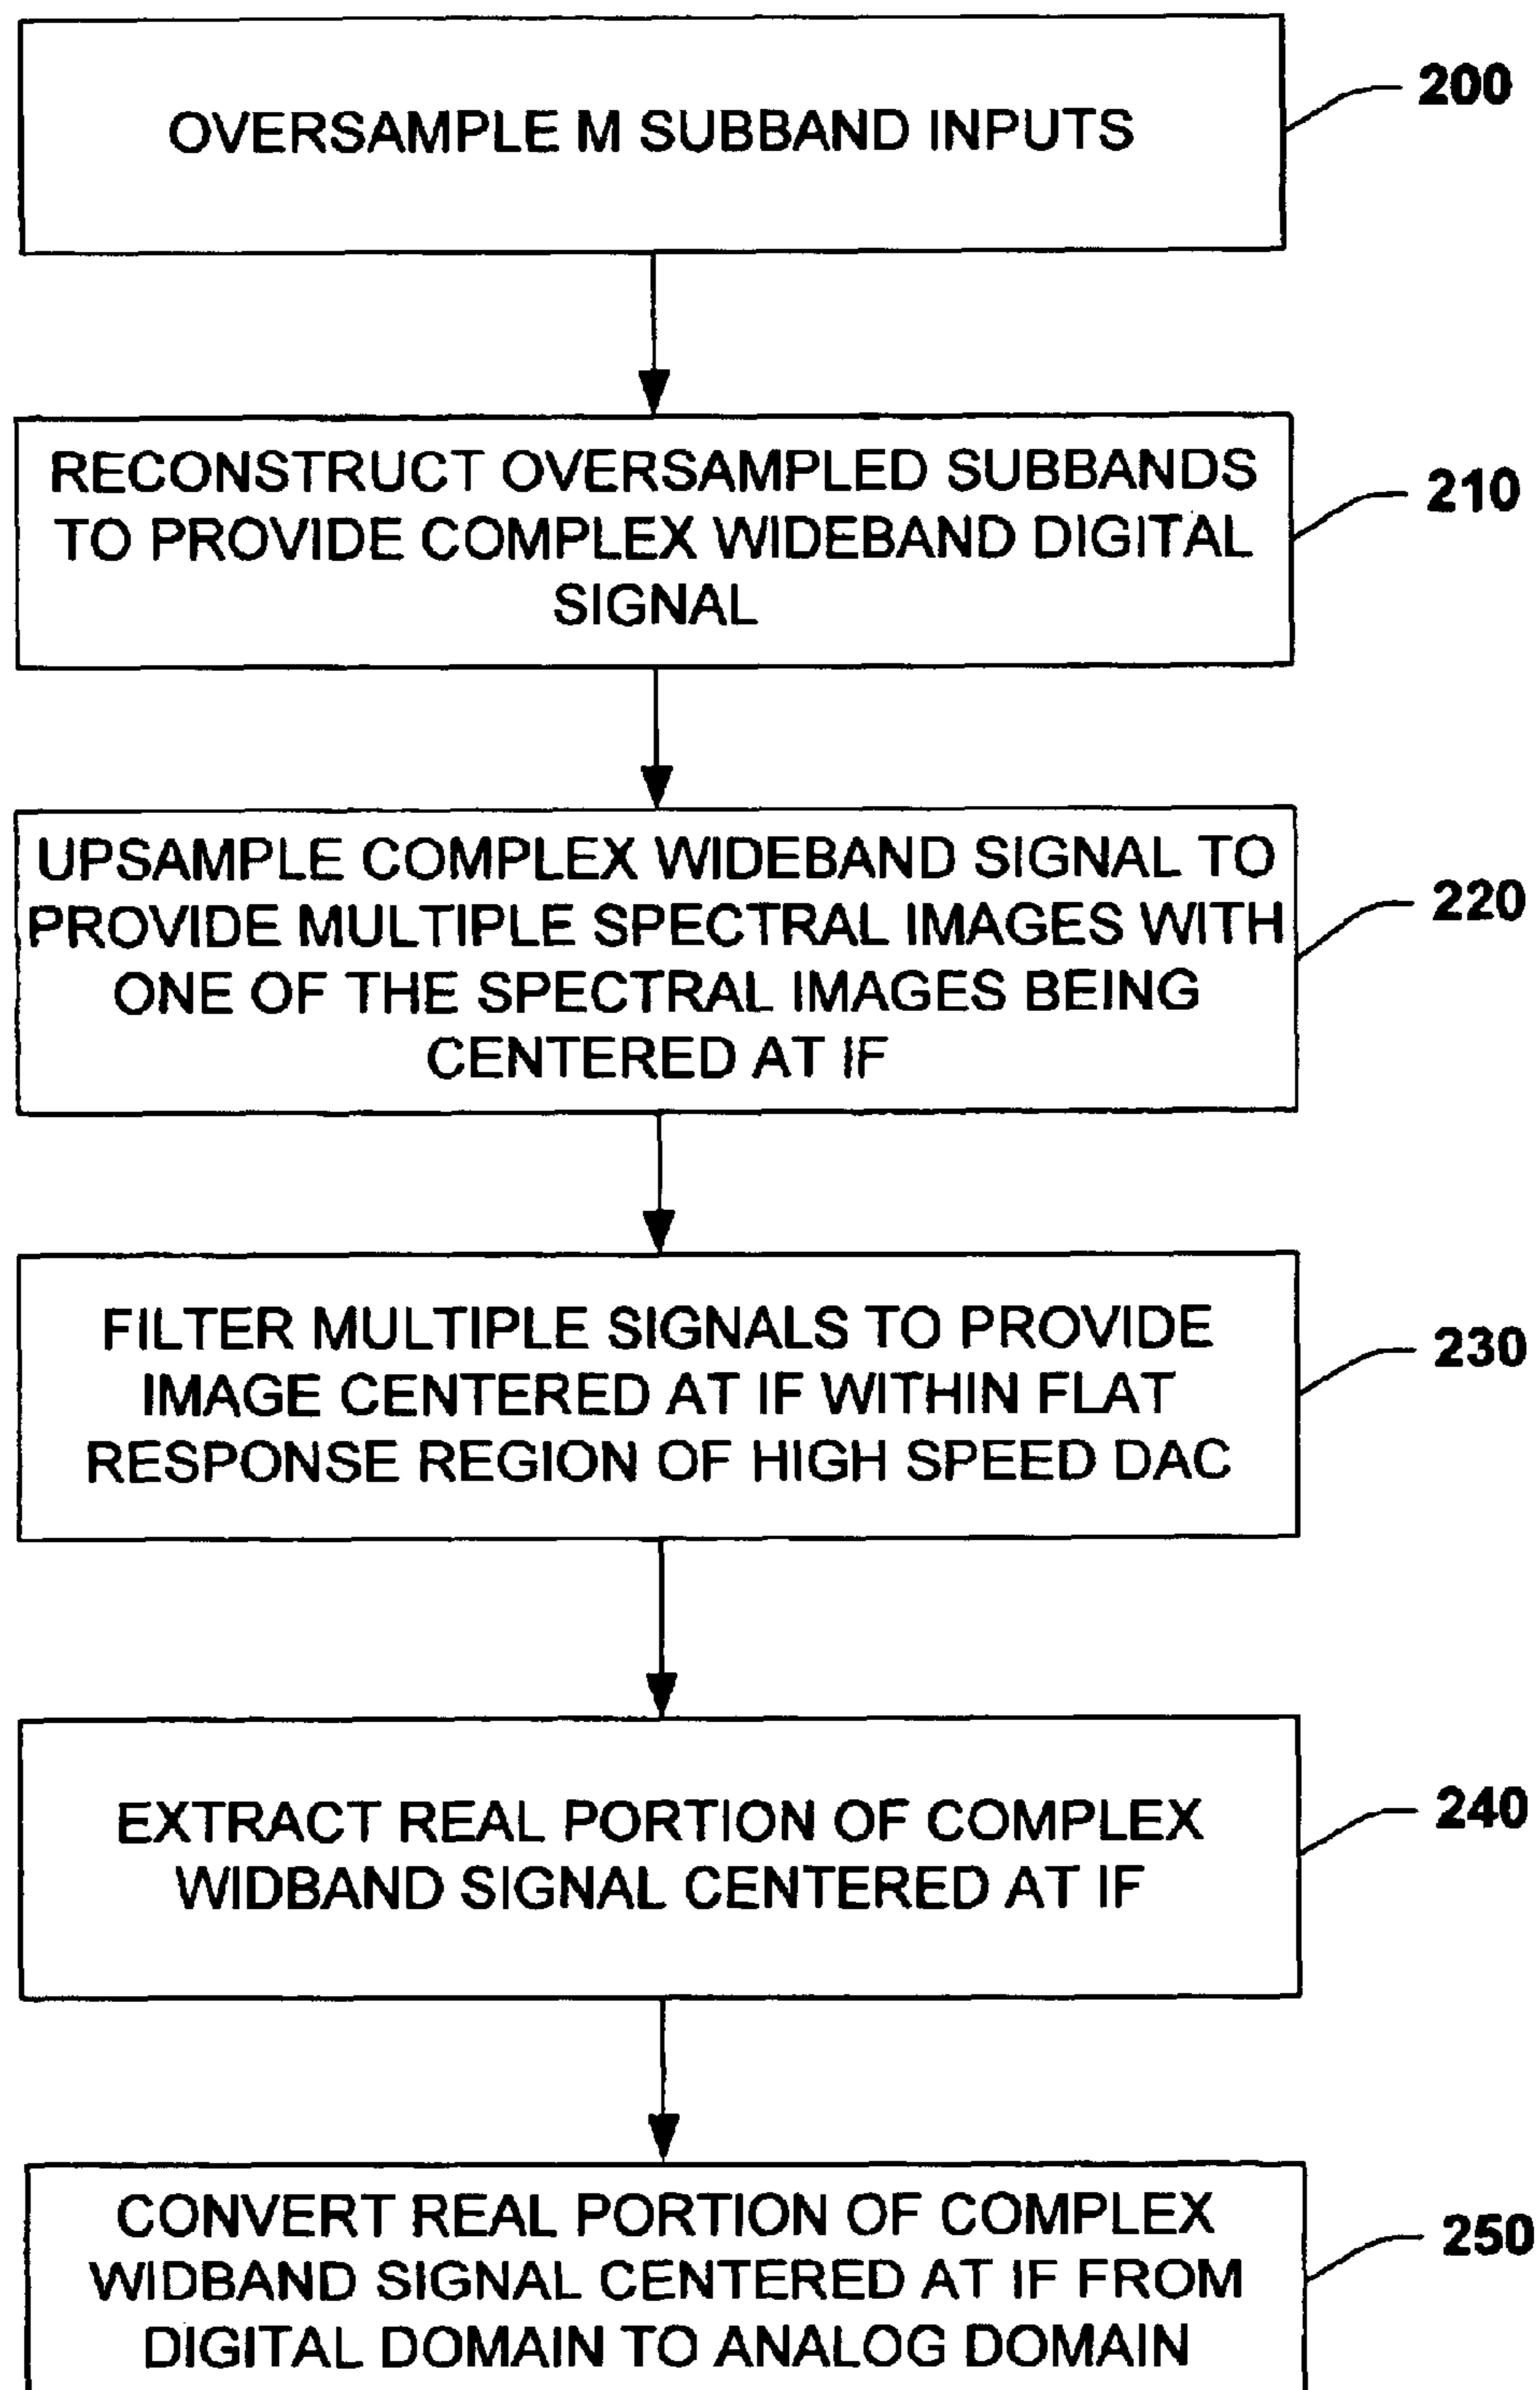 OVERSAMPLE M SUBBAND INPUTS
200
RECONSTRUCT OVERSAMPLED SUBBANDS
TO PROVIDE COMPLEX WIDEBAND DIGITAL
SIGNAL
210
UPSAMPLE COMPLEX WIDEBAND SIGNAL TO
PROVIDE MULTIPLE SPECTRAL IMAGES WITH
ONE OF THE SPECTRAL IMAGES BEING
CENTERED AT IF
220
FILTER MULTIPLE SIGNALS TO PROVIDE
IMAGE CENTERED AT IF WITHIN FLAT
RESPONSE REGION OF HIGH SPEED DAC
230
EXTRACT REAL PORTION OF COMPLEX
WIDBAND SIGNAL CENTERED AT IF
240
CONVERT REAL PORTION OF COMPLEX
WIDBAND SIGNAL CENTERED AT IF FROM
DIGITAL DOMAIN TO ANALOG DOMAIN
250